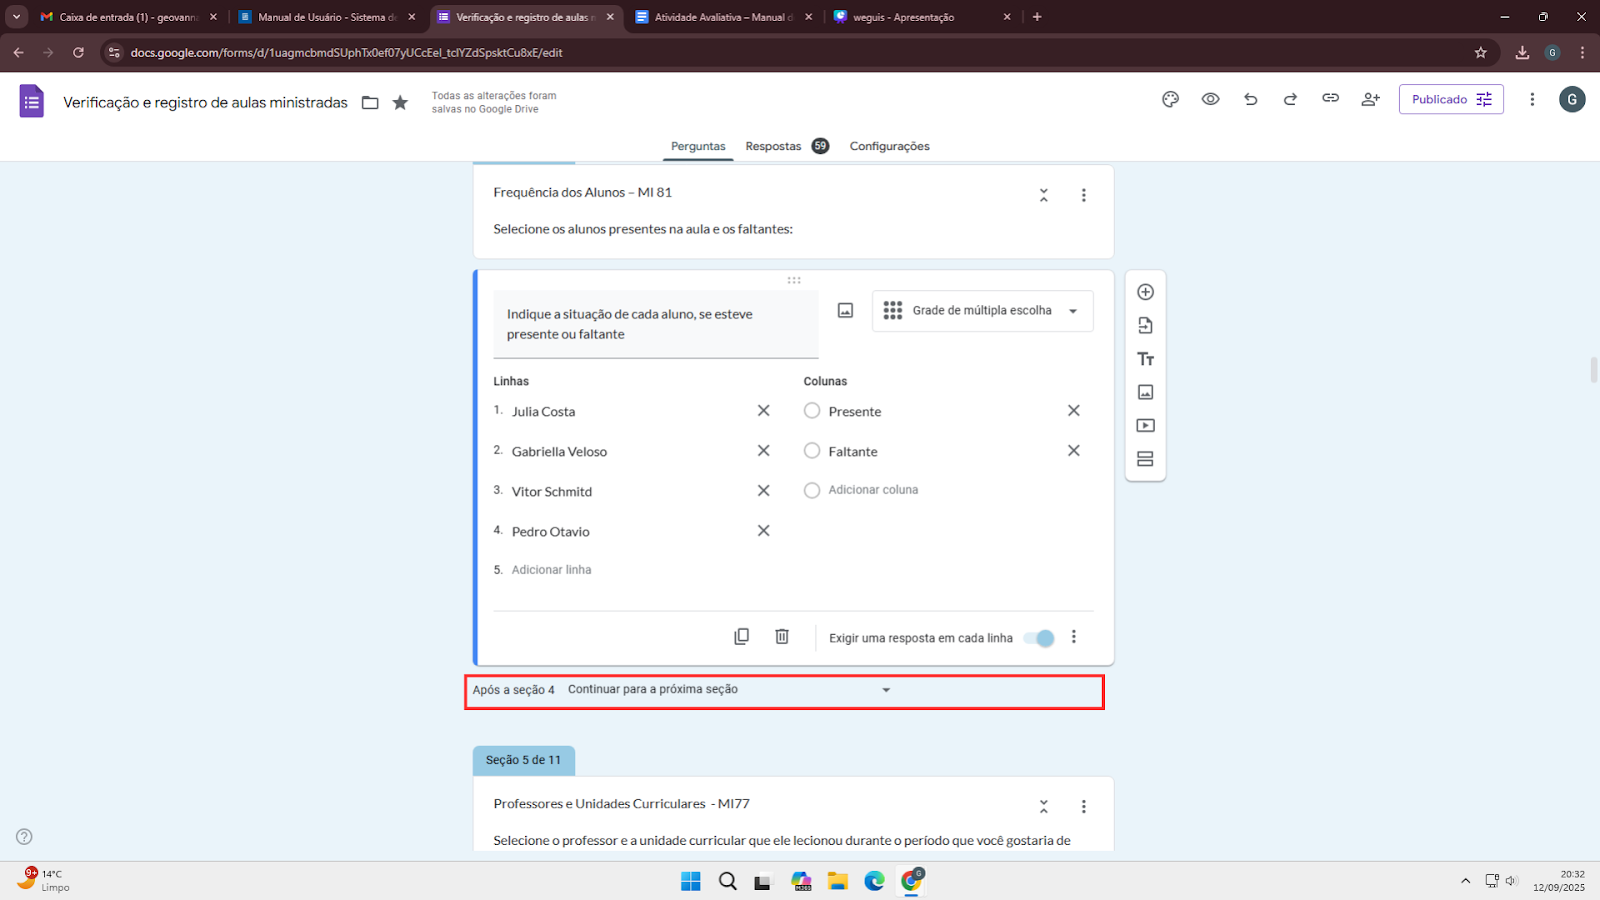 Caixa de entrada (1) - geovanna
Manual de Usuário - Sistema de
Verificação e registro de aulas m
Atividade Avaliativa – Manual d
weguis - Apresentação
docs.google.com/forms/d/1uagmcbmdSUphTx0ef07yUCcEel_tclYZdSpsktCu8xE/edit
G
Verificação e registro de aulas ministradas
Todas as alterações foram
salvas no Google Drive
Publicado
G
Perguntas
Respostas 59
Configurações
Frequência dos Alunos – MI 81
Selecione os alunos presentes na aula e os faltantes:
Indique a situação de cada aluno, se esteve
presente ou faltante
Grade de múltipla escolha
Tт
Linhas
Colunas
1. Julia Costa
Presente
2. Gabriella Veloso
Faltante
3. Vitor Schmitd
Adicionar coluna
4. Pedro Otavio
5. Adicionar linha
Exigir uma resposta em cada linha
Após a seção 4 Continuar para a próxima seção
Seção 5 de 11
Professores e Unidades Curriculares - MI77
Selecione o professor e a unidade curricular que ele lecionou durante o período que você gostaria de
9+
14°C
Limpo
M365
G
20:32
12/09/2025